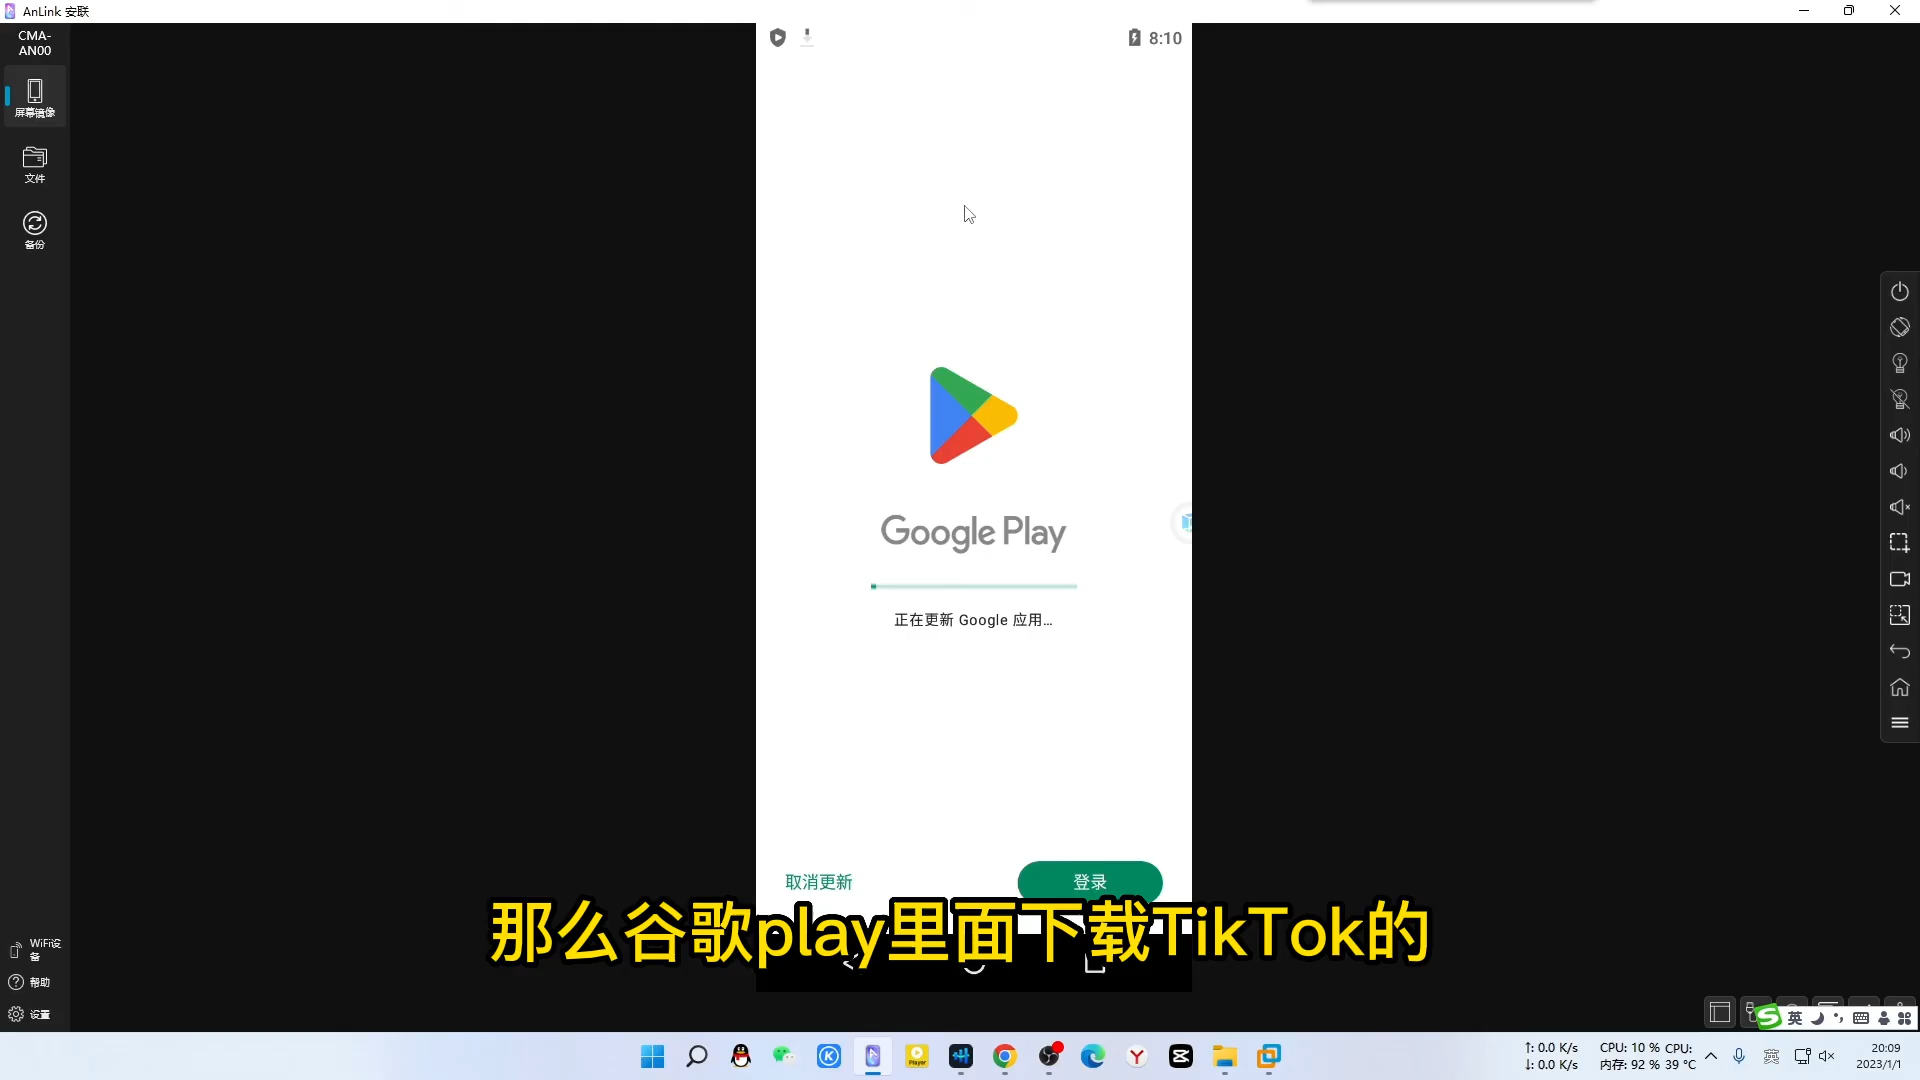 AnLink 安联
CMA-
AN00
屏幕镜像
文件
备份
8:10
Google Play
正在更新 Google 应用...
取消更新
登录
那么谷歌play里面下载TikTok的
WiFi设
备
帮助
设置
英
Player
↑: 0.0 K/s
↓: 0.0 K/s
CPU: 10 % CPU:
内存: 92 % 39 °C
英
20:09
2023/1/1